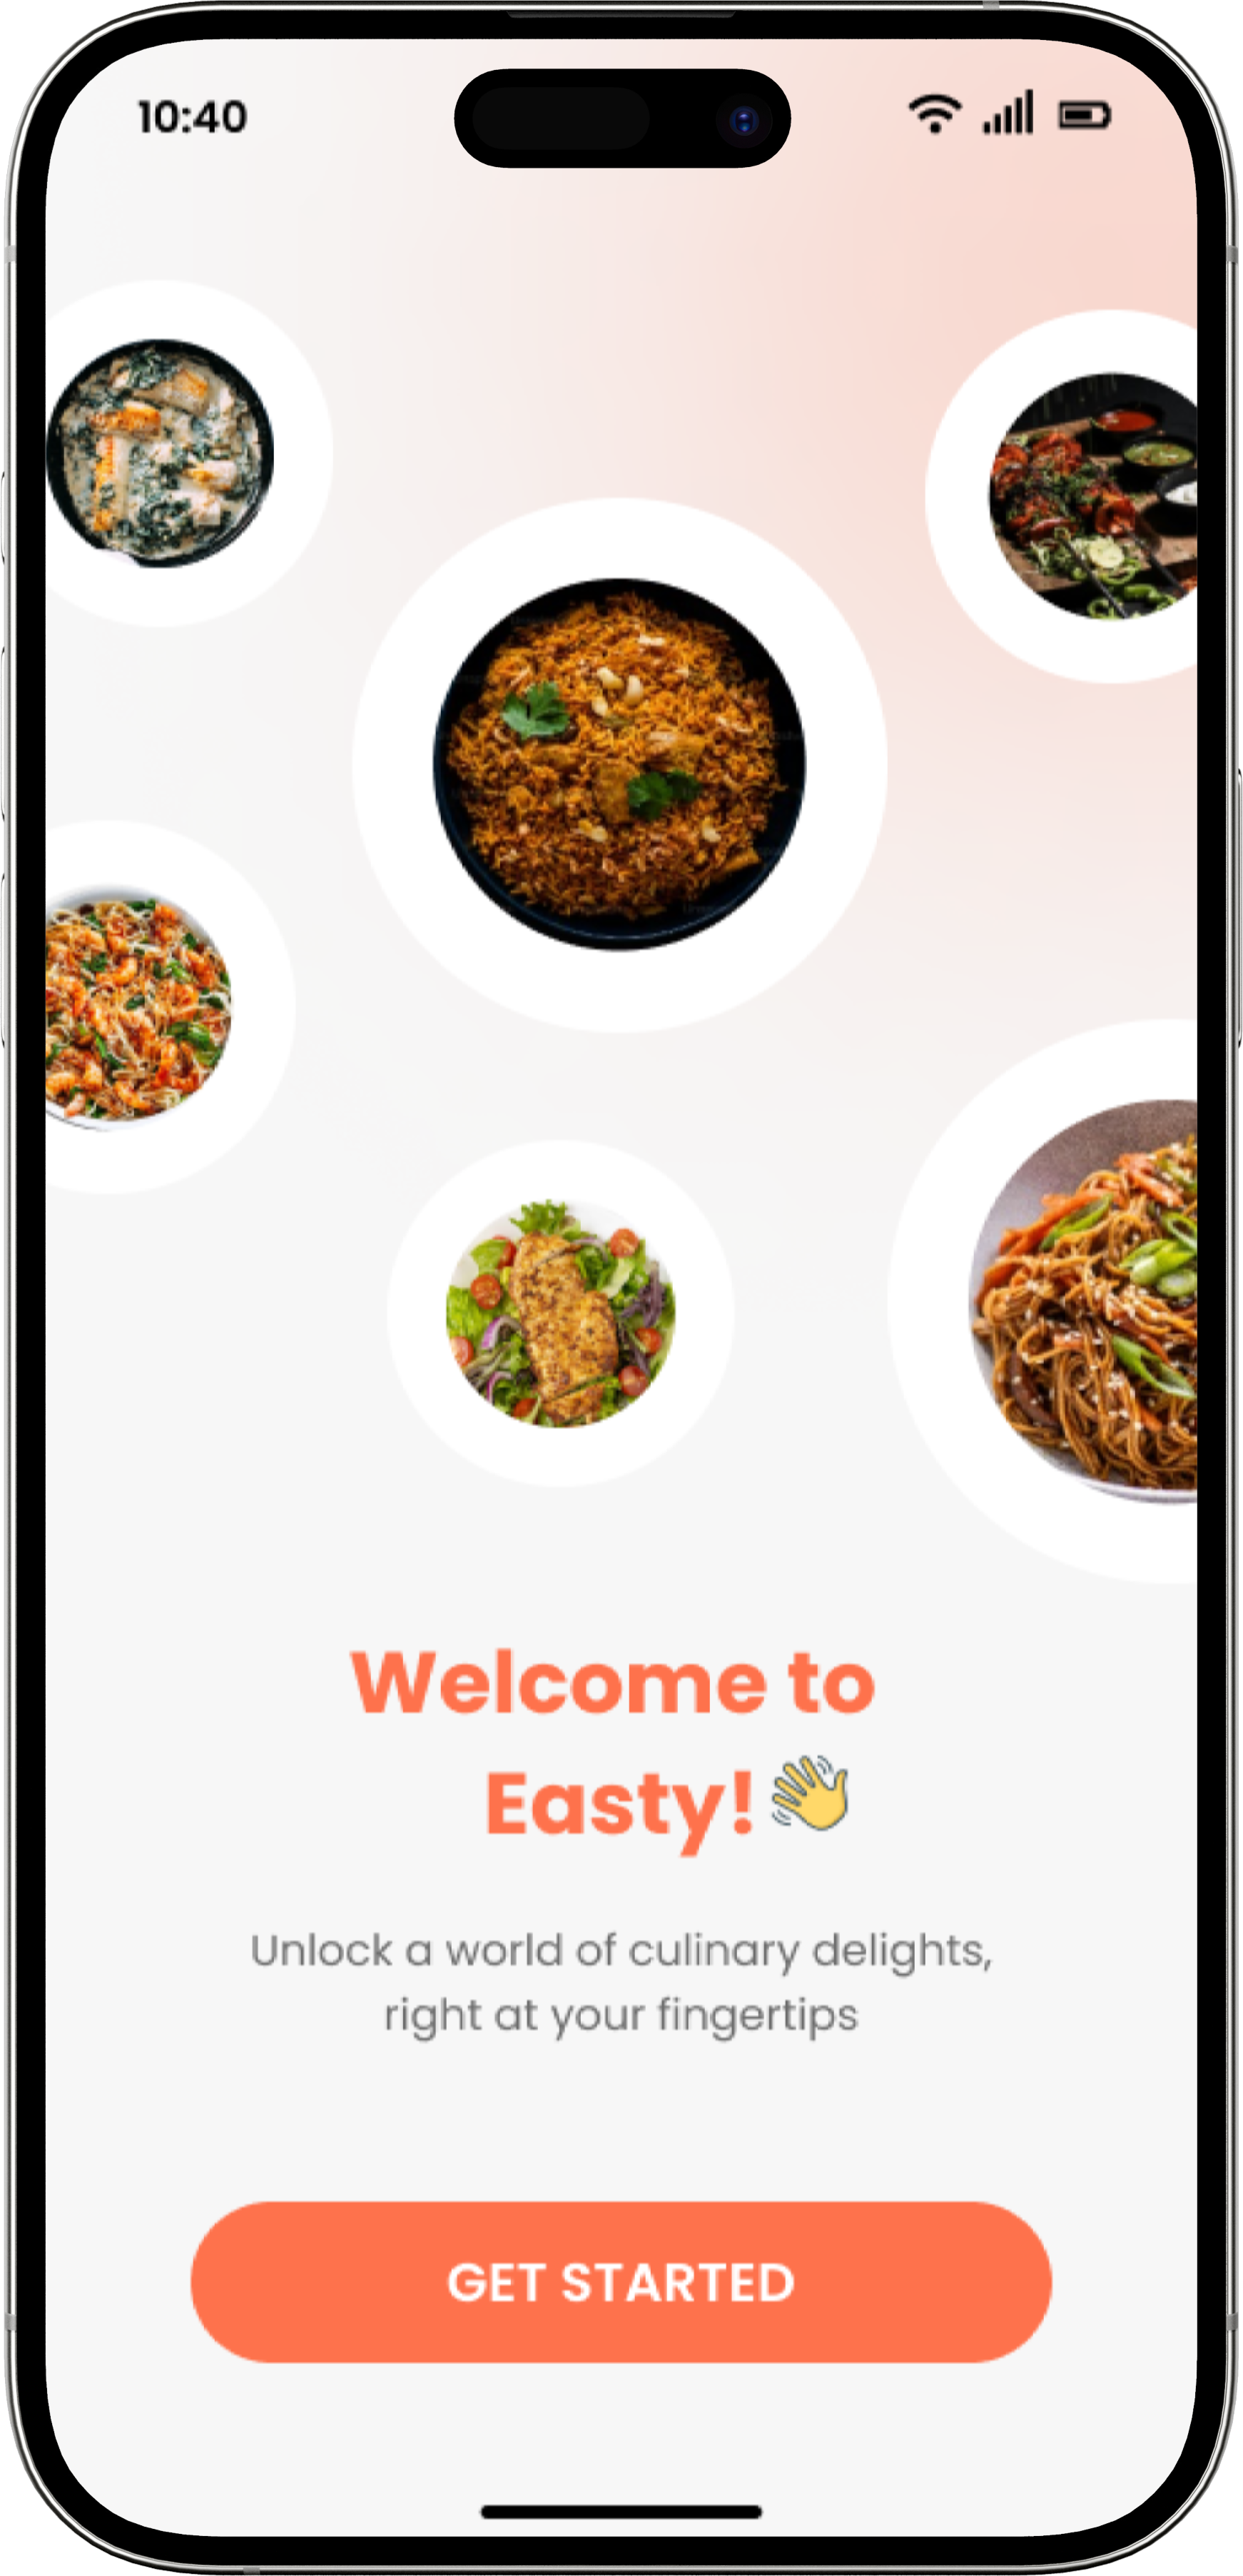 10:40
Welcome to
Easty! 👋
Unlock a world of culinary delights,
right at your fingertips
GET STARTED